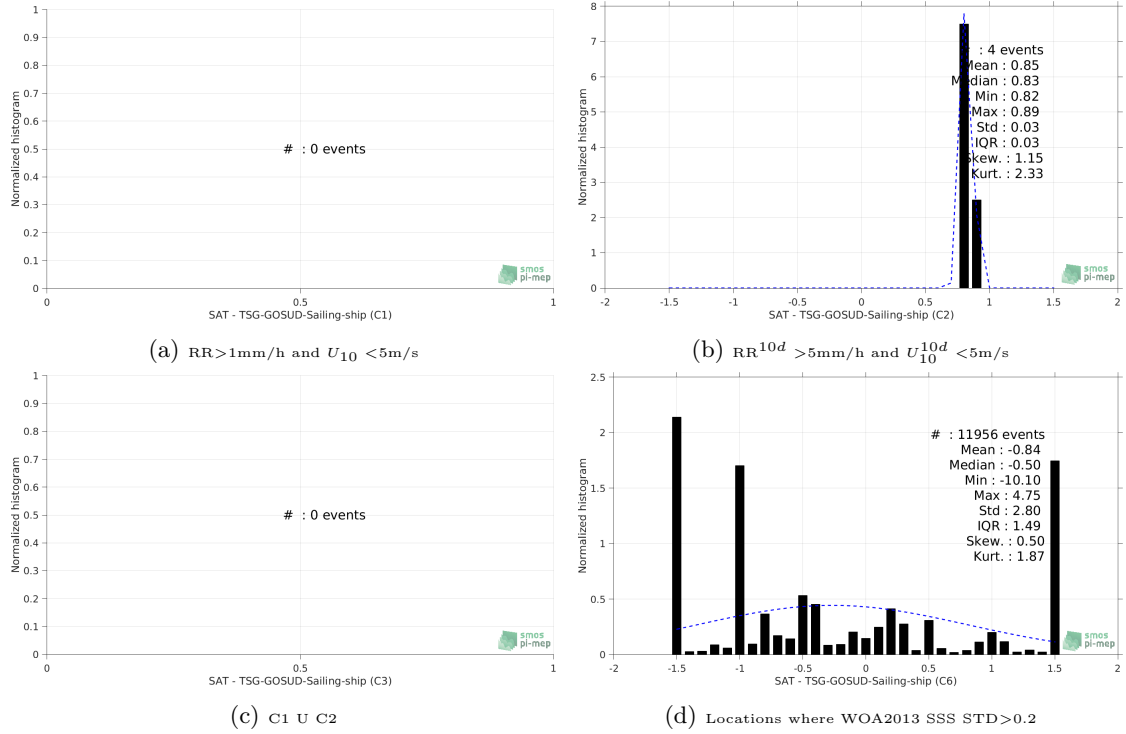 1
0.9
0.8
0.7
0.6
0.5
0.4
0.3
0.2
0.1
0
Normalized histogram
# : 0 events
smos
pi-mep
0
0.5
1
SAT - TSG-GOSUD-Sailing-ship (C1)
(a) RR>1mm/h and U10 <5m/s
8
7
6
5
4
3
2
1
0
Normalized histogram
: 4 events
Mean : 0.85
Median : 0.83
Min : 0.82
Max : 0.89
Std : 0.03
IQR : 0.03
Skew. : 1.15
Kurt. : 2.33
smos
pi-mep
-2
-1.5
-1
-0.5
0
0.5
1
1.5
2
SAT - TSG-GOSUD-Sailing-ship (C2)
(b) RR10d >5mm/h and U10d10 <5m/s
1
0.9
0.8
0.7
0.6
0.5
0.4
0.3
0.2
0.1
0
Normalized histogram
# : 0 events
smos
pi-mep
0
0.5
1
SAT - TSG-GOSUD-Sailing-ship (C3)
(c) C1 U C2
2.5
2
1.5
1
0.5
0
Normalized histogram
# : 11956 events
Mean : -0.84
Median : -0.50
Min : -10.10
Max : 4.75
Std : 2.80
IQR : 1.49
Skew. : 0.50
Kurt. : 1.87
smos
pi-mep
-2
-1.5
-1
-0.5
0
0.5
1
1.5
2
SAT - TSG-GOSUD-Sailing-ship (C6)
(d) Locations where WOA2013 SSS STD>0.2